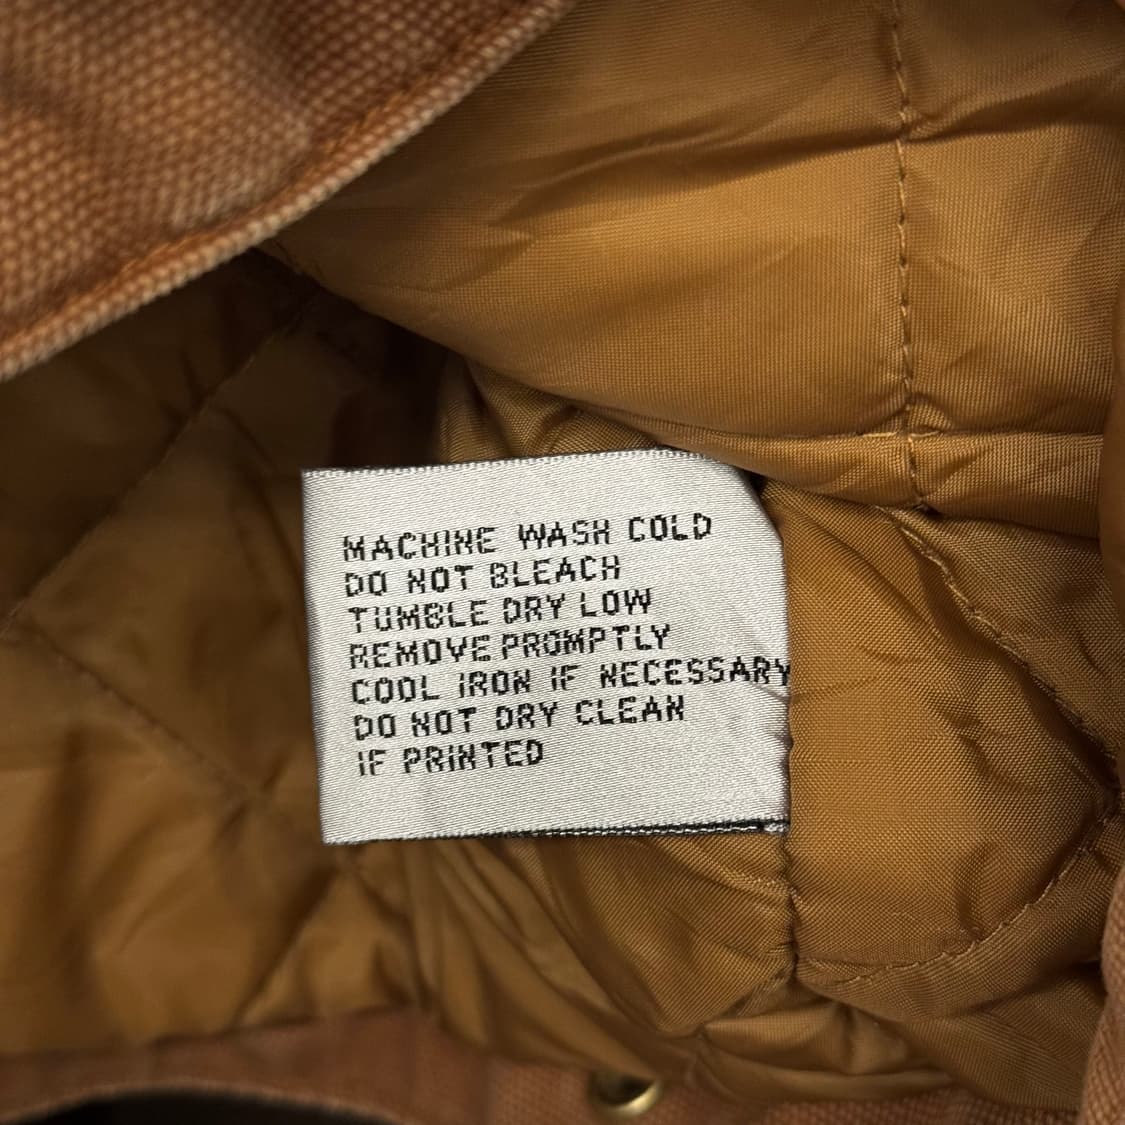 MACHINE WASH COLD
DO NOT BLEACH
TUMBLE DRY LOW
REMOVE PROMPTLY
COOL IRON IF NECESSARY
DO NOT DRY CLEAN
IF PRINTED